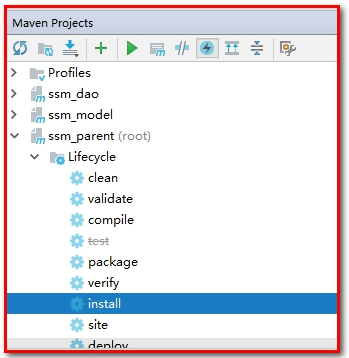 Maven Projects
Profiles
ssm_dao
ssm_model
ssm_parent (root)
Lifecycle
clean
validate
compile
test
package
verify
install
site
deploy